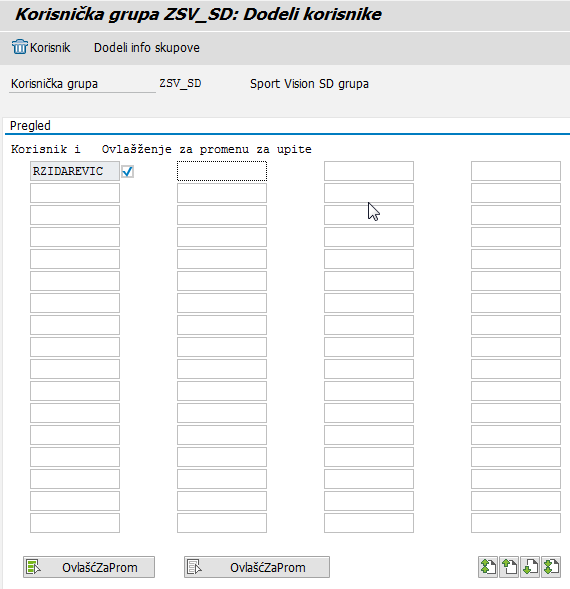 Korisnička grupa ZSV_SD: Dodeli korisnike
Korisnik Dodeli info skupove
Korisnička grupa ZSV_SD Sport Vision SD grupa
Pregled
Korisnik i Ovlašženje za promenu za upite
RZIDAREVIC
OvlašćZaProm OvlašćZaProm